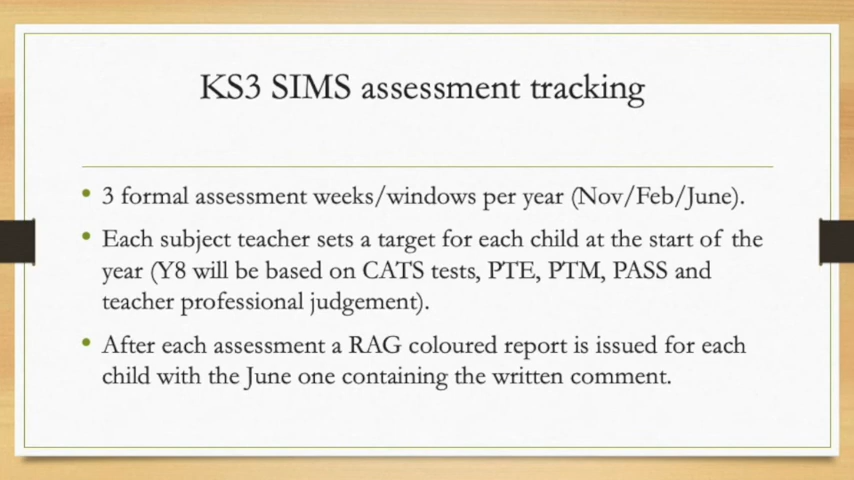 KS3 SIMS assessment tracking
• 3 formal assessment weeks/windows per year (Nov/Feb/June).
• Each subject teacher sets a target for each child at the start of the
year (Y8 will be based on CATS tests, PTE, PTM, PASS and
teacher professional judgement).
• After each assessment a RAG coloured report is issued for each
child with the June one containing the written comment.